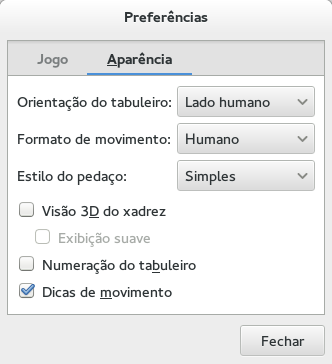 Preferências
Jogo Aparência
Orientação do tabuleiro: Lado humano
Formato de movimento: Humano
Estilo do pedaço: Simples
Visão 3D do xadrez
Exibição suave
Numeração do tabuleiro
Dicas de movimento
Fechar